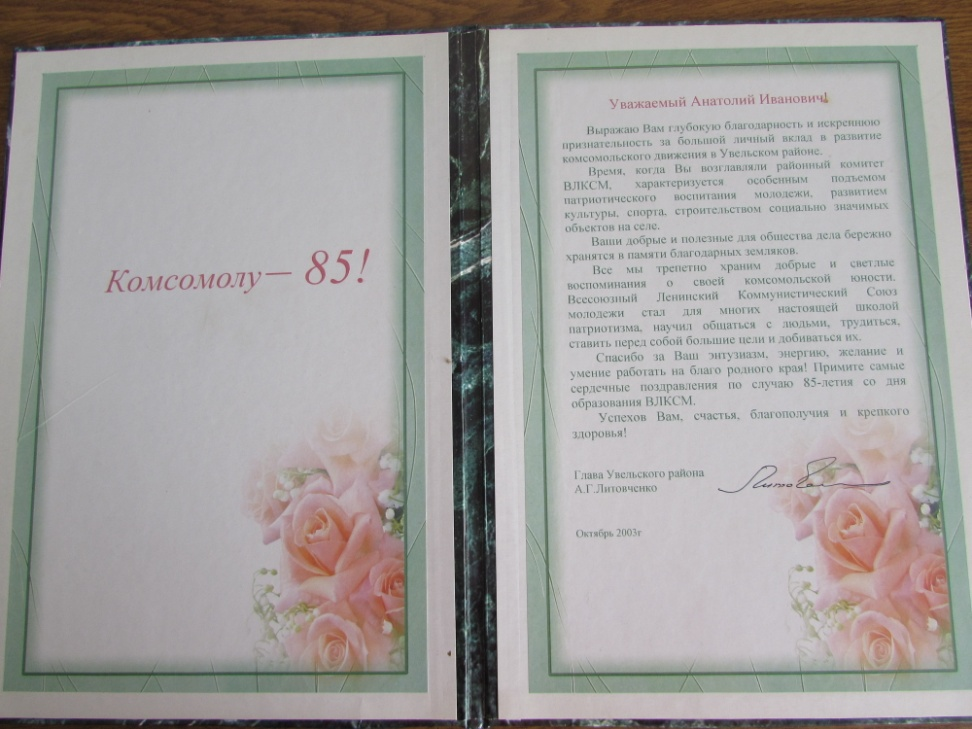 Комсомолу – 85!
Уважаемый Анатолий Иванович!
Выражаю Вам глубокую благодарность и искреннюю
признательность за большой личный вклад в развитие
комсомольского движения в Увельском районе.
Время, когда Вы возглавляли районный комитет
ВЛКСМ, характеризуется особенным подъемом
патриотического воспитания молодежи, развитием
культуры, спорта, строительством социально значимых
объектов на селе.
Ваши добрые и полезные для общества дела бережно
хранятся в памяти благодарных земляков.
Все мы трепетно храним добрые и светлые
воспоминания о своей комсомольской юности.
Всесоюзный Ленинский Коммунистический Союз
молодежи стал для многих настоящей школой
патриотизма, научил общаться с людьми, трудиться,
ставить перед собой большие цели и добиваться их.
Спасибо за Ваш энтузиазм, энергию, желание и
умение работать на благо родного края! Примите самые
сердечные поздравления по случаю 85-летия со дня
образования ВЛКСМ.
Успехов Вам, счастья, благополучия и крепкого
здоровья!
Глава Увельского района
А.Г.Литовченко
Октябрь 2003г